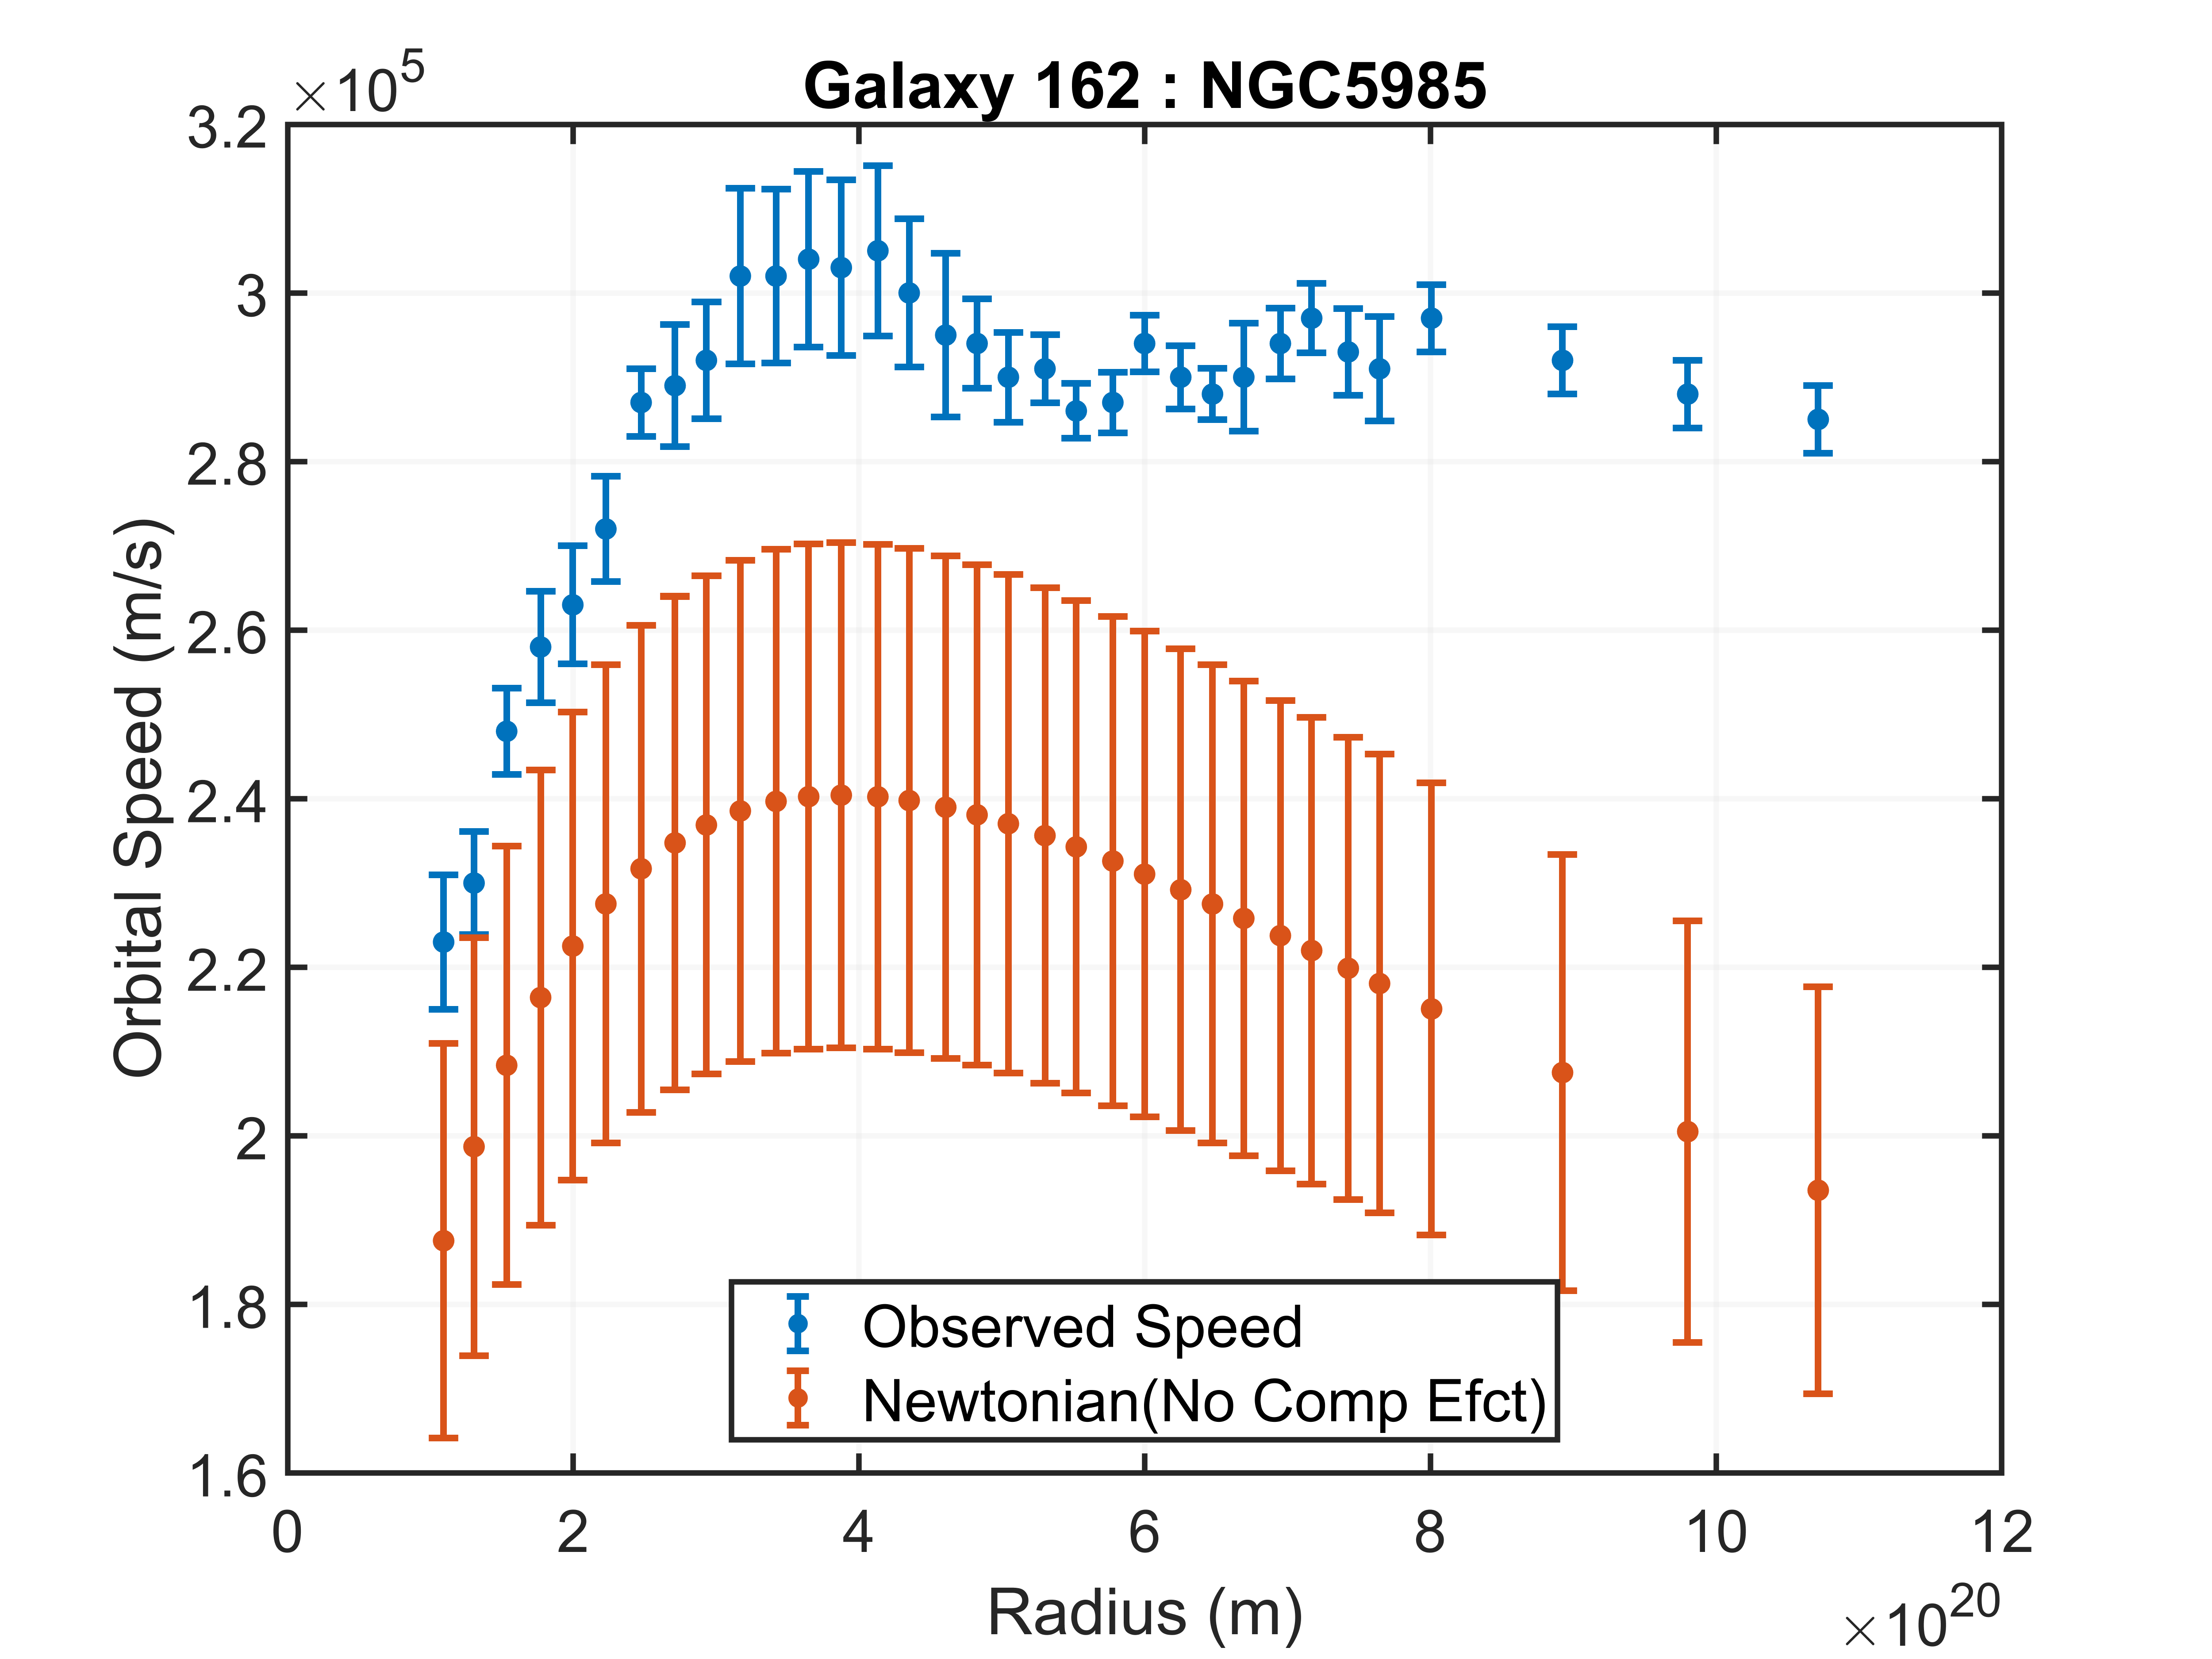 ×10⁵
Galaxy 162 : NGC5985
3.2
3
2.8
2.6
2.4
2.2
2
1.8
1.6
Orbital Speed (m/s)
Observed Speed
Newtonian(No Comp Efct)
0 2 4 6 8 10 12
Radius (m)
×10²⁰